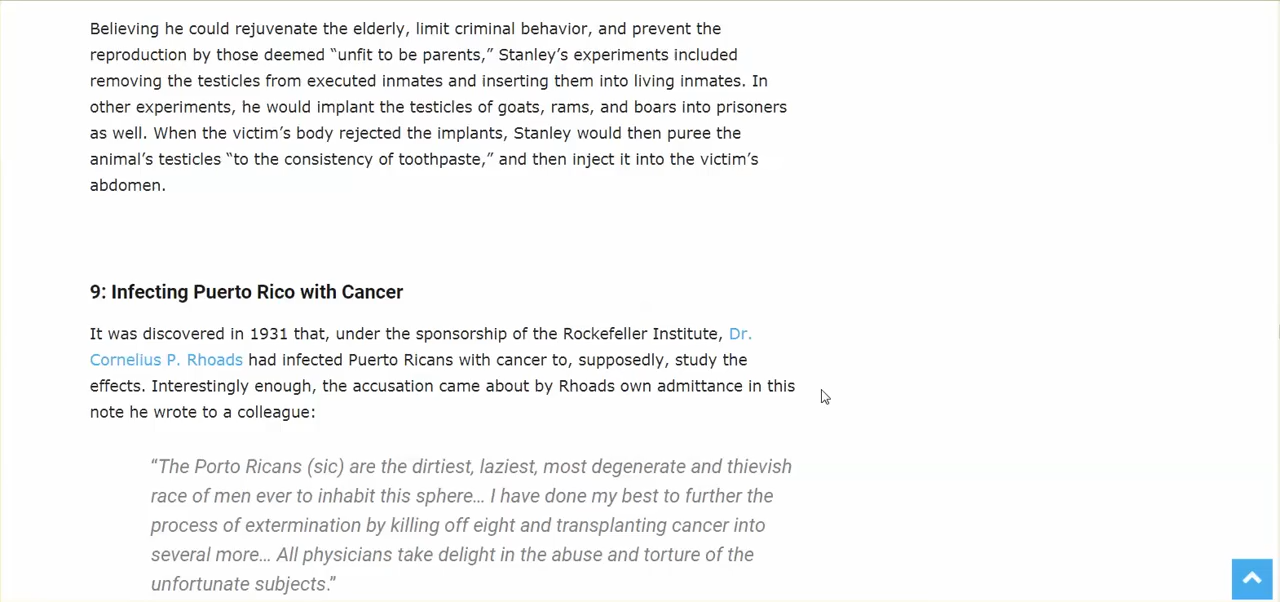 Believing he could rejuvenate the elderly, limit criminal behavior, and prevent the
reproduction by those deemed “unfit to be parents,” Stanley’s experiments included
removing the testicles from executed inmates and inserting them into living inmates. In
other experiments, he would implant the testicles of goats, rams, and boars into prisoners
as well. When the victim’s body rejected the implants, Stanley would then puree the
animal’s testicles “to the consistency of toothpaste,” and then inject it into the victim’s
abdomen.
9: Infecting Puerto Rico with Cancer
It was discovered in 1931 that, under the sponsorship of the Rockefeller Institute, Dr.
Cornelius P. Rhoads had infected Puerto Ricans with cancer to, supposedly, study the
effects. Interestingly enough, the accusation came about by Rhoads own admittance in this
note he wrote to a colleague:
“The Porto Ricans (sic) are the dirtiest, laziest, most degenerate and thievish
race of men ever to inhabit this sphere… I have done my best to further the
process of extermination by killing off eight and transplanting cancer into
several more… All physicians take delight in the abuse and torture of the
unfortunate subjects.”